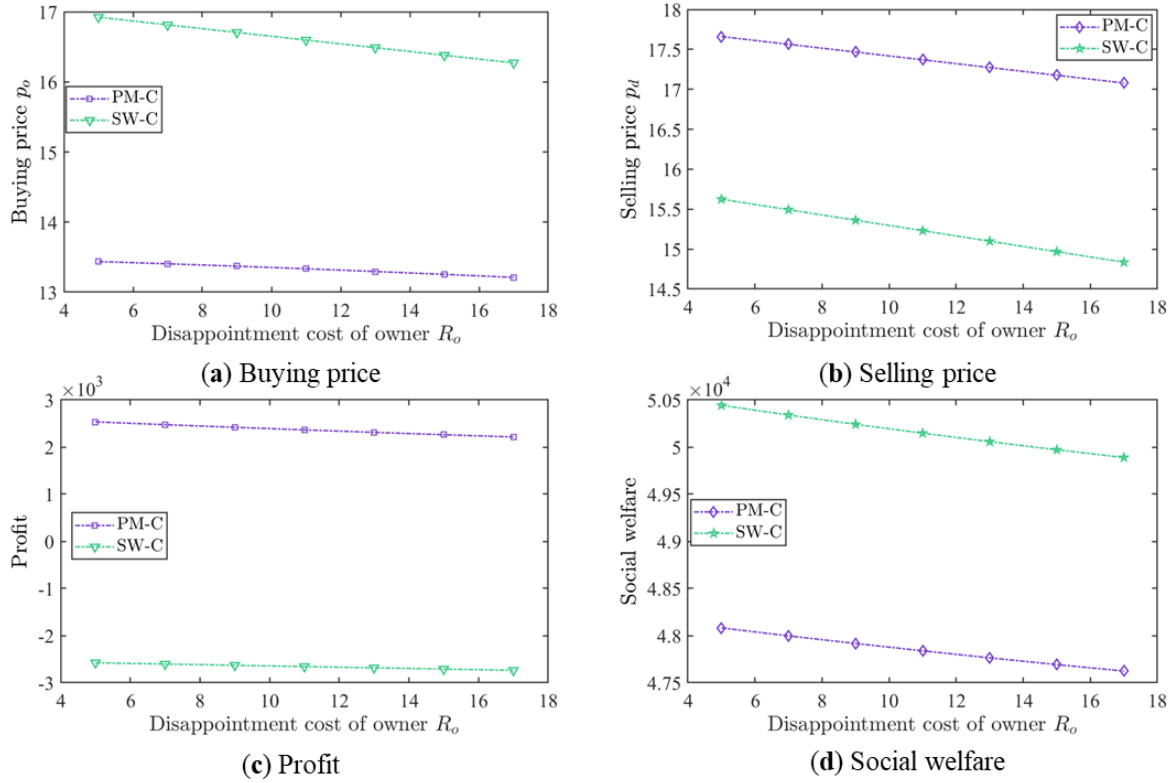 17
16
15
14
13
Buying price p_o
PM-C
SW-C
4 6 8 10 12 14 16 18
Disappointment cost of owner R_o
(a) Buying price
18
17.5
17
16.5
16
15.5
15
14.5
Selling price p_d
PM-C
SW-C
4 6 8 10 12 14 16 18
Disappointment cost of owner R_o
(b) Selling price
×10³
3
2
1
0
-1
-2
-3
Profit
PM-C
SW-C
4 6 8 10 12 14 16 18
Disappointment cost of owner R_o
(c) Profit
×10⁴
5.05
5
4.95
4.9
4.85
4.8
4.75
Social welfare
PM-C
SW-C
4 6 8 10 12 14 16 18
Disappointment cost of owner R_o
(d) Social welfare